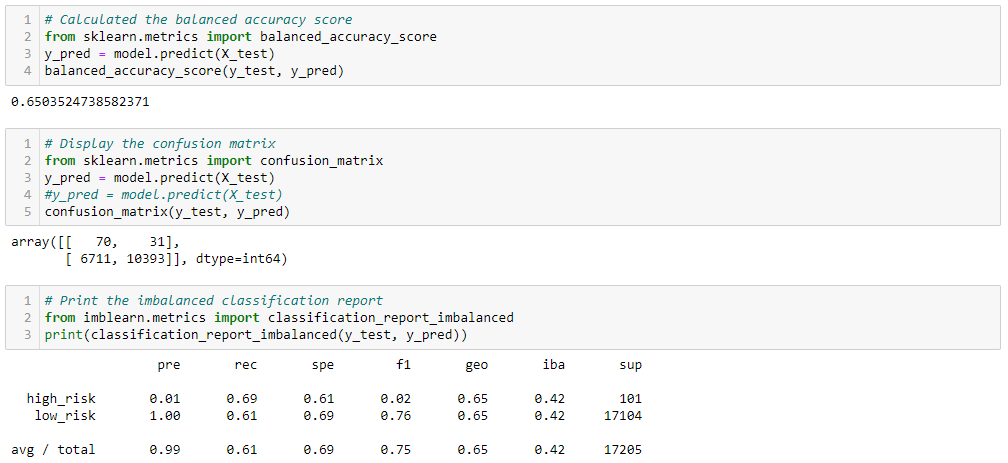 1 # Calculated the balanced accuracy score
2 from sklearn.metrics import balanced_accuracy_score
3 y_pred = model.predict(X_test)
4 balanced_accuracy_score(y_test, y_pred)
0.6503524738582371
1 # Display the confusion matrix
2 from sklearn.metrics import confusion_matrix
3 y_pred = model.predict(X_test)
4 #y_pred = model.predict(X_test)
5 confusion_matrix(y_test, y_pred)
array([[   70,    31],
       [ 6711, 10393]], dtype=int64)
1 # Print the imbalanced classification report
2 from imblearn.metrics import classification_report_imbalanced
3 print(classification_report_imbalanced(y_test, y_pred))
                   pre       rec       spe        f1       geo       iba       sup
  high_risk       0.01      0.69      0.61      0.02      0.65      0.42       101
   low_risk       1.00      0.61      0.69      0.76      0.65      0.42     17104
avg / total       0.99      0.61      0.69      0.75      0.65      0.42     17205